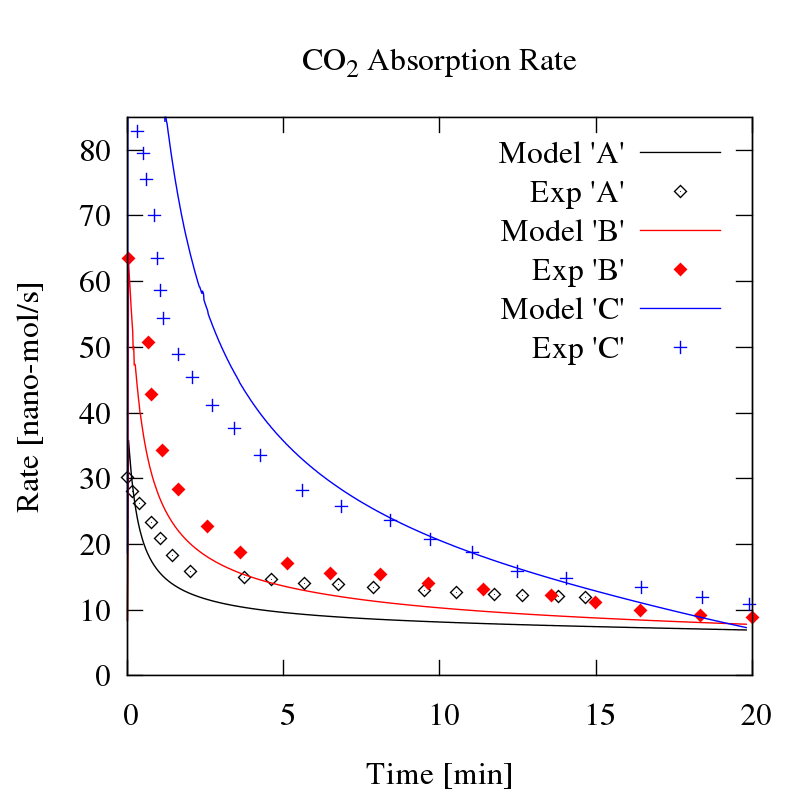 CO₂ Absorption Rate
Model 'A'
Exp 'A'
Model 'B'
Exp 'B'
Model 'C'
Exp 'C'
80
70
60
50
40
30
20
10
0
Rate [nano-mol/s]
0 5 10 15 20
Time [min]